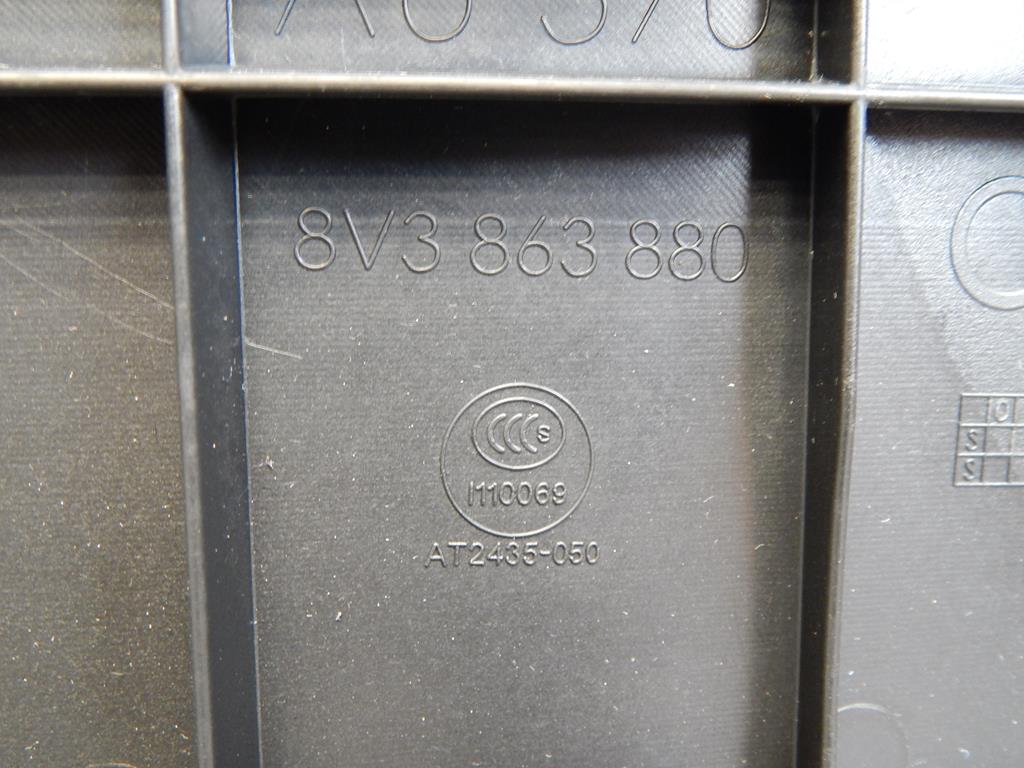 8V3 863 880
CCC S
I110069
AT2435-050
O
S
S